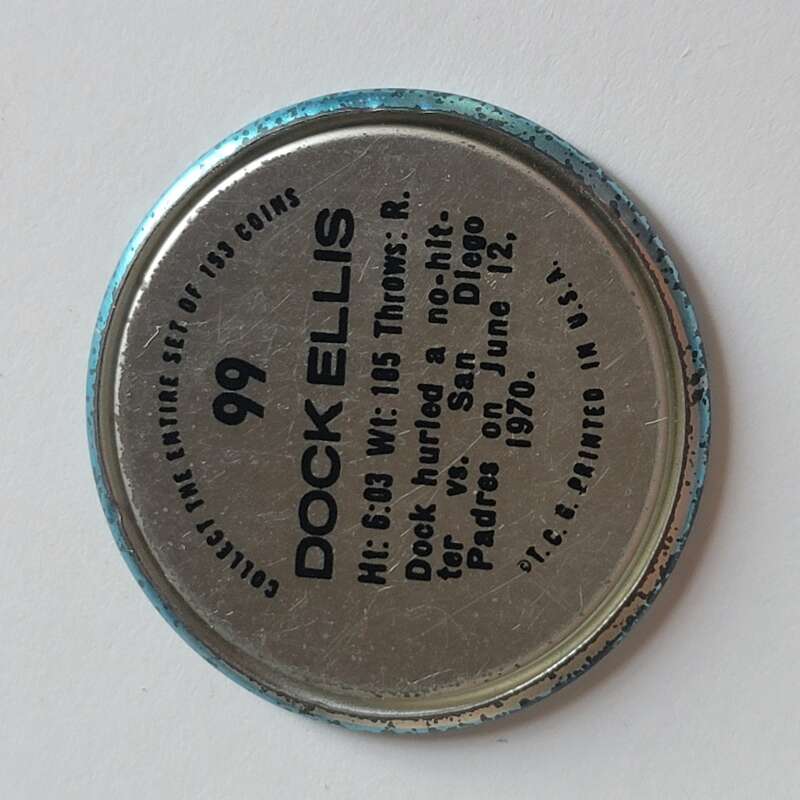 COLLECT THE ENTIRE SET OF 153 COINS
99
DOCK ELLIS
Ht: 6:03 Wt: 185 Throws: R.
Dock hurled a no-hit-
ter vs. San Diego
Padres on June 12,
1970.
©T. C. G. PRINTED IN U.S.A.